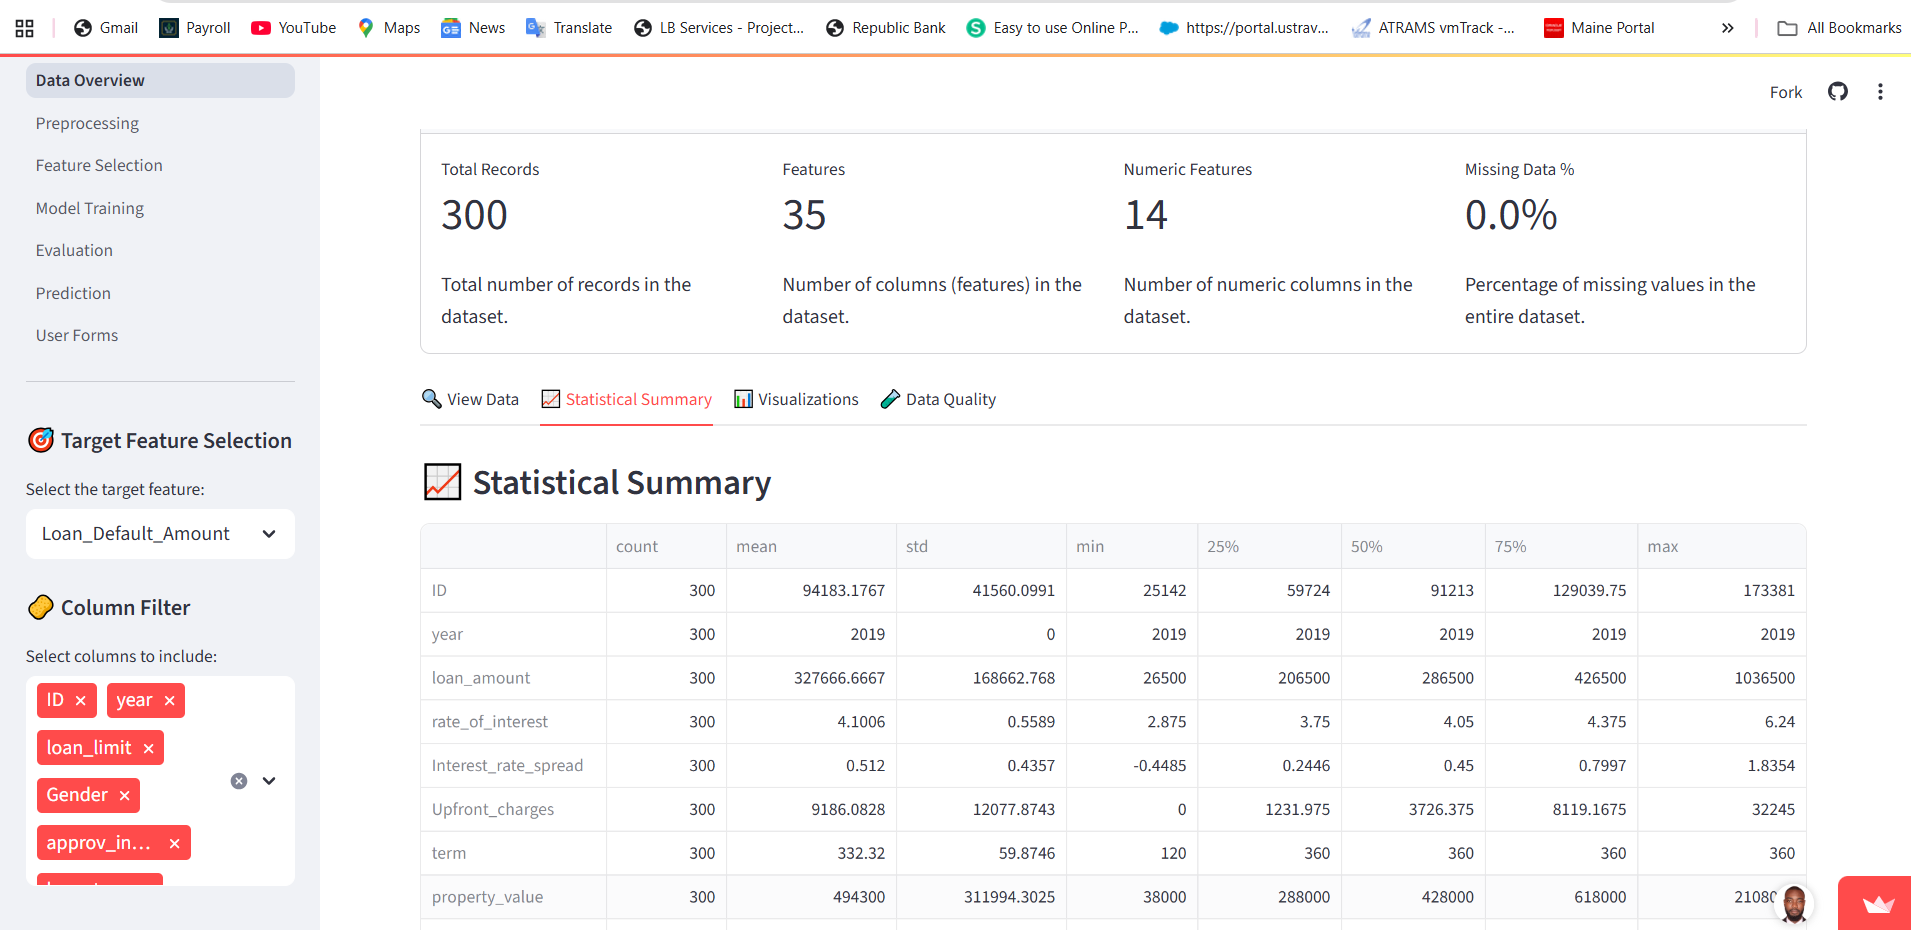 Gmail
Payroll
YouTube
Maps
News
Translate
LB Services - Project...
Republic Bank
Easy to use Online P...
https://portal.ustrav...
ATRAMS vmTrack -...
Maine Portal
»
All Bookmarks
Data Overview
Preprocessing
Feature Selection
Model Training
Evaluation
Prediction
User Forms
Target Feature Selection
Select the target feature:
Loan_Default_Amount
Column Filter
Select columns to include:
ID ×
year ×
loan_limit ×
Gender ×
approv_in... ×
Fork
Total Records
300
Total number of records in the
dataset.
Features
35
Number of columns (features) in the
dataset.
Numeric Features
14
Number of numeric columns in the
dataset.
Missing Data %
0.0%
Percentage of missing values in the
entire dataset.
View Data
Statistical Summary
Visualizations
Data Quality
Statistical Summary
count mean std min 25% 50% 75% max
ID 300 94183.1767 41560.0991 25142 59724 91213 129039.75 173381
year 300 2019 0 2019 2019 2019 2019 2019
loan_amount 300 327666.6667 168662.768 26500 206500 286500 426500 1036500
rate_of_interest 300 4.1006 0.5589 2.875 3.75 4.05 4.375 6.24
Interest_rate_spread 300 0.512 0.4357 -0.4485 0.2446 0.45 0.7997 1.8354
Upfront_charges 300 9186.0828 12077.8743 0 1231.975 3726.375 8119.1675 32245
term 300 332.32 59.8746 120 360 360 360 360
property_value 300 494300 311994.3025 38000 288000 428000 618000